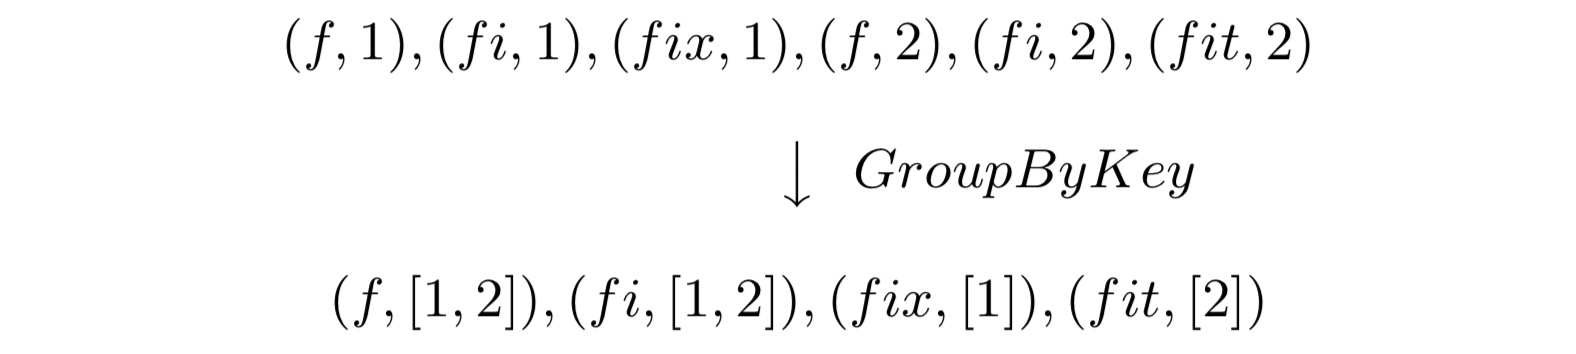 (f, 1), (fi, 1), (fix, 1), (f, 2), (fi, 2), (fit, 2)
↓ GroupByKey
(f, [1, 2]), (fi, [1, 2]), (fix, [1]), (fit, [2])